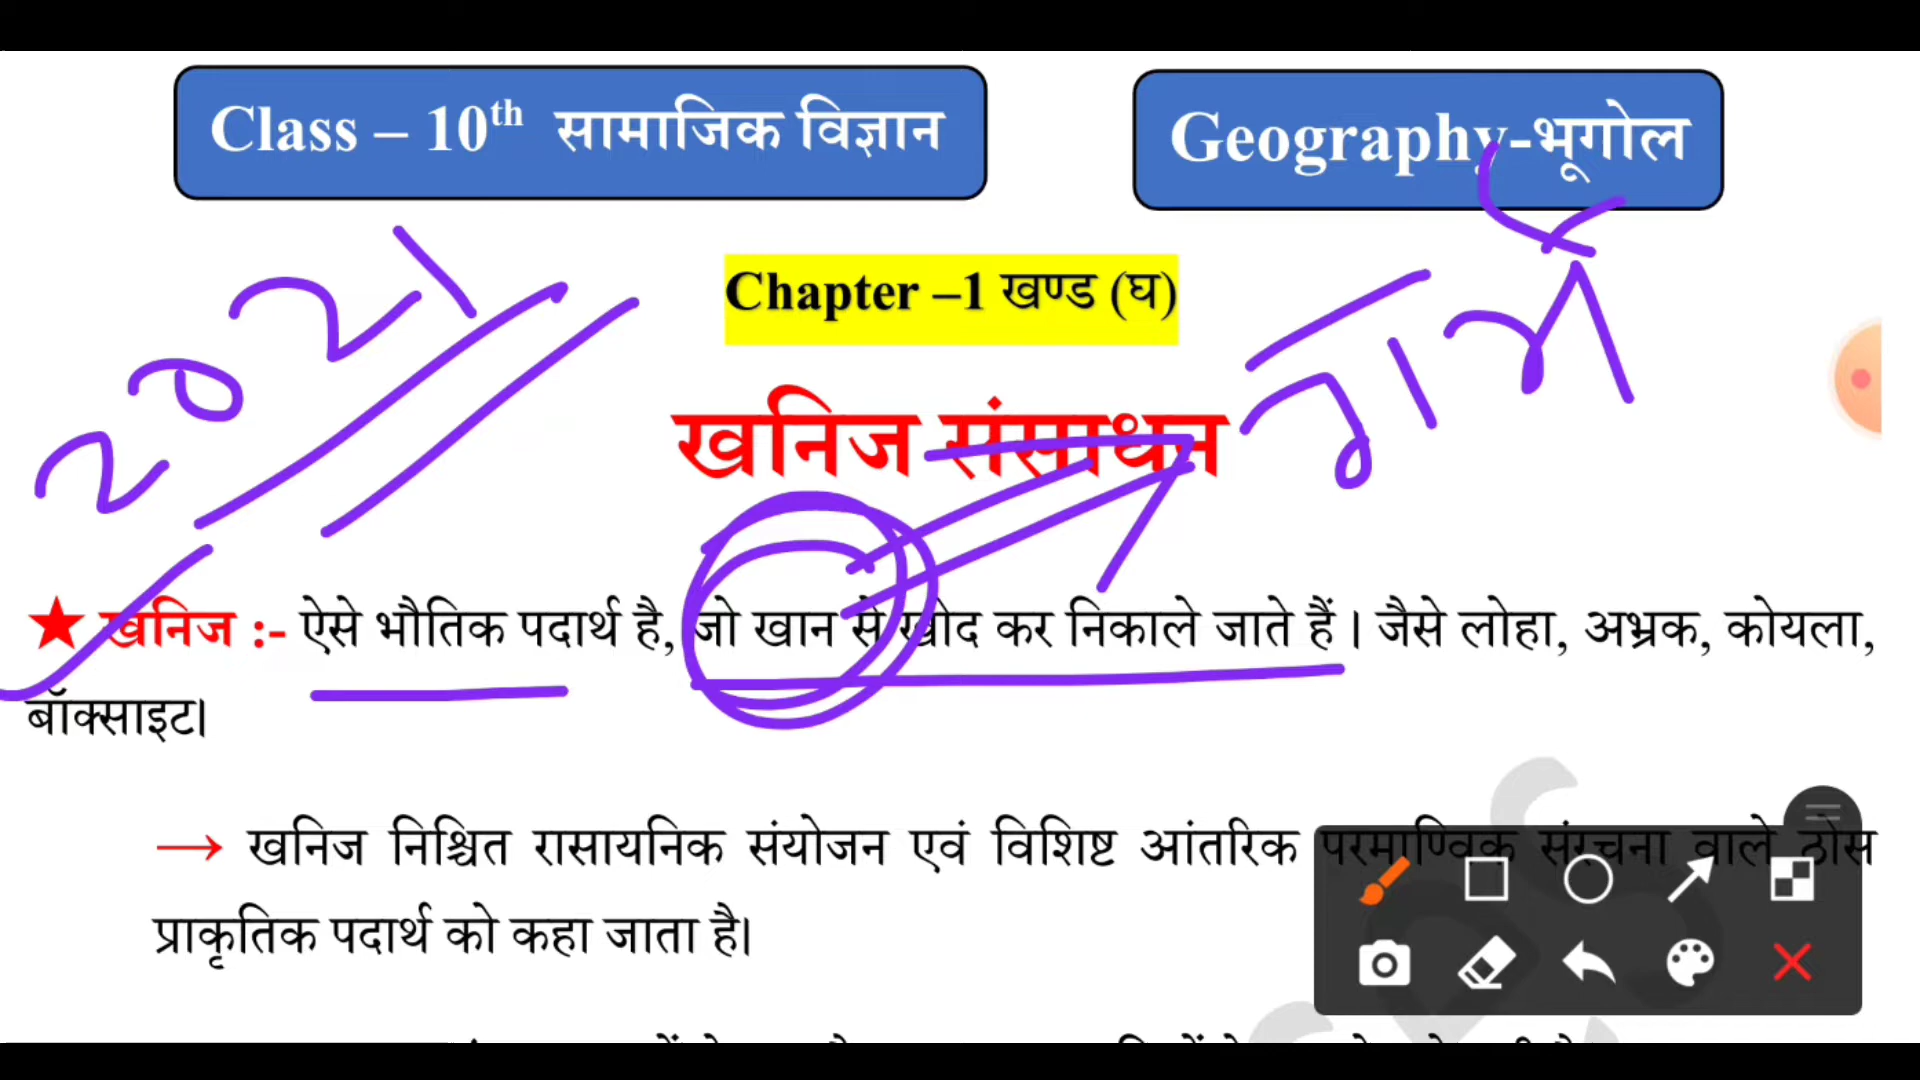 Class – 10th सामाजिक विज्ञान
Geography-भूगोल
Chapter –1 खण्ड (घ)
खनिज संसाधन
★ खनिज :- ऐसे भौतिक पदार्थ है, जो खान से खोद कर निकाले जाते हैं। जैसे लोहा, अभ्रक, कोयला,
बॉक्साइट।
→ खनिज निश्चित रासायनिक संयोजन एवं विशिष्ट आंतरिक परमाण्विक संरचना वाले ठोस
प्राकृतिक पदार्थ को कहा जाता है।